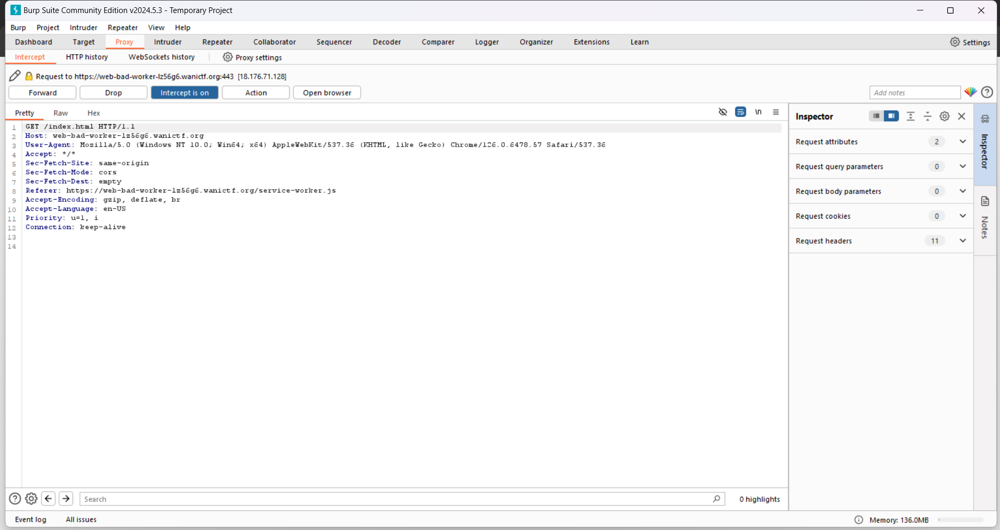 Burp Suite Community Edition v2024.5.3 - Temporary Project
Burp Project Intruder Repeater View Help
Dashboard Target Proxy Intruder Repeater Collaborator Sequencer Decoder Comparer Logger Organizer Extensions Learn Settings
Intercept HTTP history WebSockets history Proxy settings
Request to https://web-bad-worker-lz56g6.wanictf.org:443 [18.176.71.128]
Forward Drop Intercept is on Action Open browser Add notes
Pretty Raw Hex \n
Inspector
1 GET /index.html HTTP/1.1
2 Host: web-bad-worker-lz56g6.wanictf.org
3 User-Agent: Mozilla/5.0 (Windows NT 10.0; Win64; x64) AppleWebKit/537.36 (KHTML, like Gecko) Chrome/126.0.6478.57 Safari/537.36
4 Accept: */*
5 Sec-Fetch-Site: same-origin
6 Sec-Fetch-Mode: cors
7 Sec-Fetch-Dest: empty
8 Referer: https://web-bad-worker-lz56g6.wanictf.org/service-worker.js
9 Accept-Encoding: gzip, deflate, br
10 Accept-Language: en-US
11 Priority: u=1, i
12 Connection: keep-alive
13
14
Request attributes 2
Request query parameters 0
Request body parameters 0
Request cookies 0
Request headers 11
Inspector
Notes
Search 0 highlights
Event log All issues Memory: 136.0MB